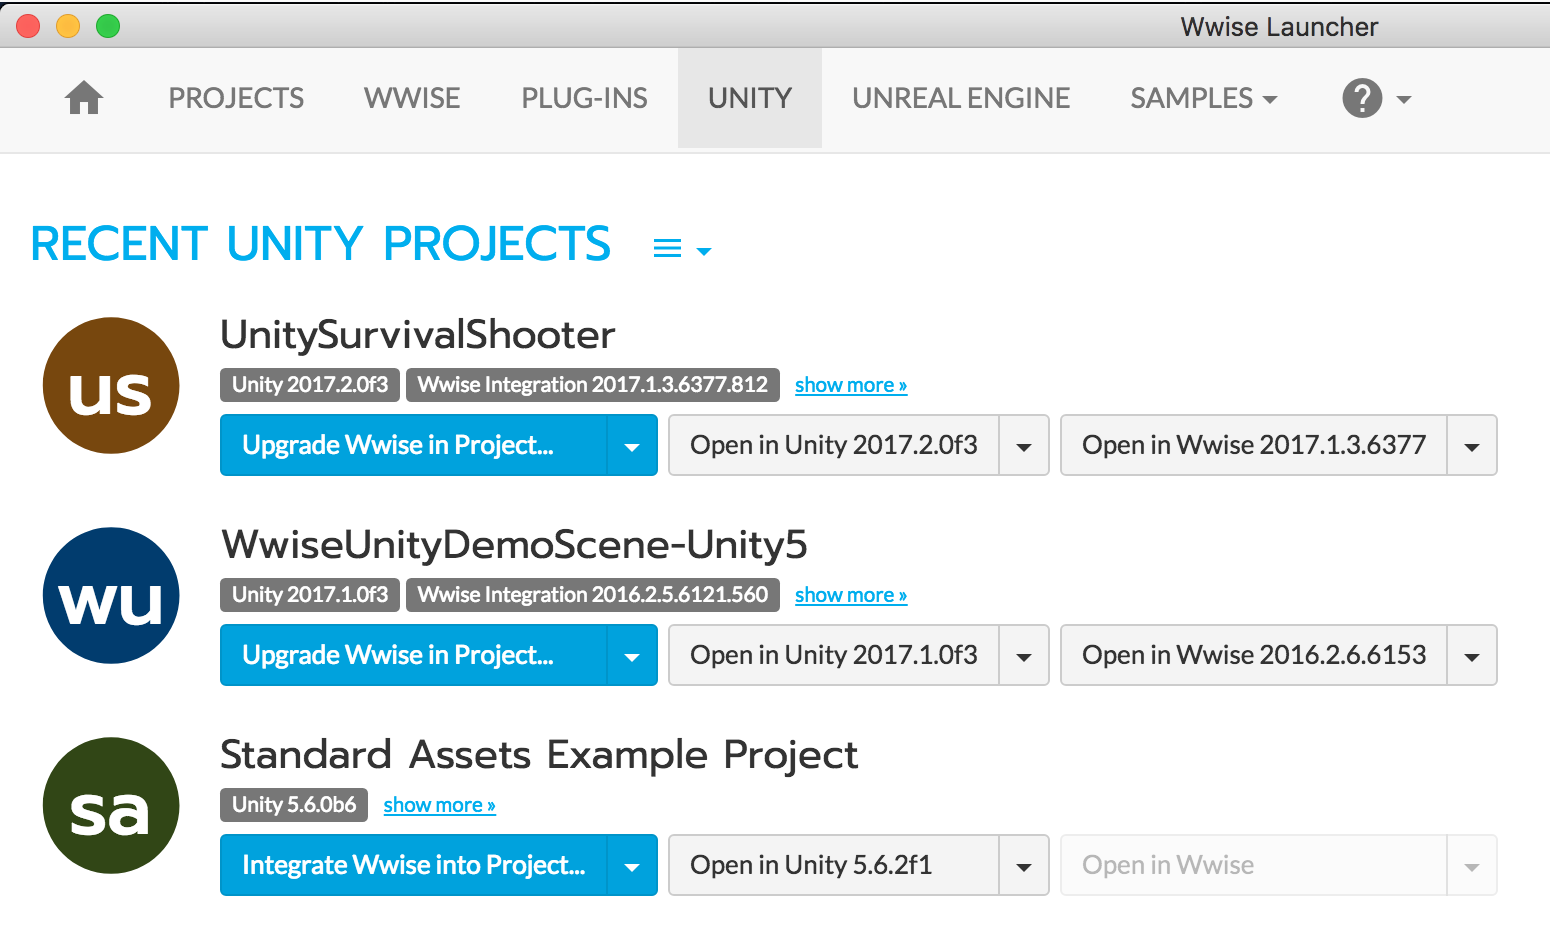 Wwise Launcher
PROJECTS WWISE PLUG-INS UNITY UNREAL ENGINE SAMPLES ?
RECENT UNITY PROJECTS
us
UnitySurvivalShooter
Unity 2017.2.0f3 Wwise Integration 2017.1.3.6377.812 show more »
Upgrade Wwise in Project... Open in Unity 2017.2.0f3 Open in Wwise 2017.1.3.6377
wu
WwiseUnityDemoScene-Unity5
Unity 2017.1.0f3 Wwise Integration 2016.2.5.6121.560 show more »
Upgrade Wwise in Project... Open in Unity 2017.1.0f3 Open in Wwise 2016.2.6.6153
sa
Standard Assets Example Project
Unity 5.6.0b6 show more »
Integrate Wwise into Project... Open in Unity 5.6.2f1 Open in Wwise